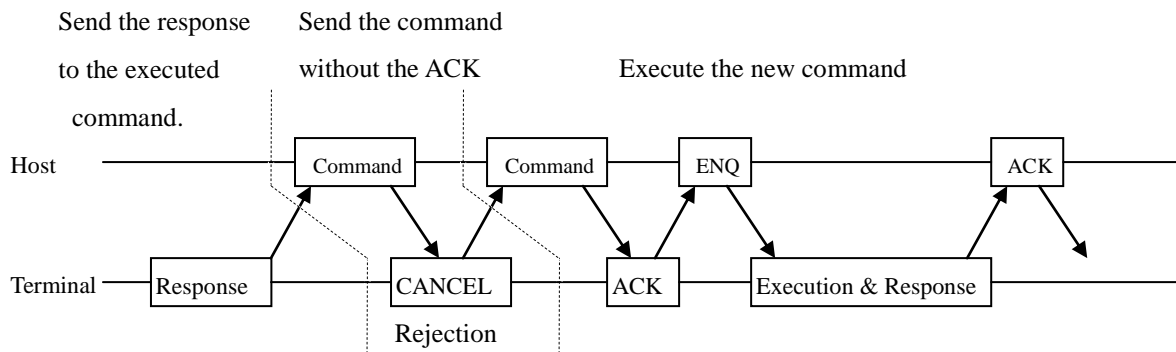 Send the response
to the executed
command.
Send the command
without the ACK
Execute the new command
Host
Command
Command
ENQ
ACK
Terminal
Response
CANCEL
ACK
Execution & Response
Rejection